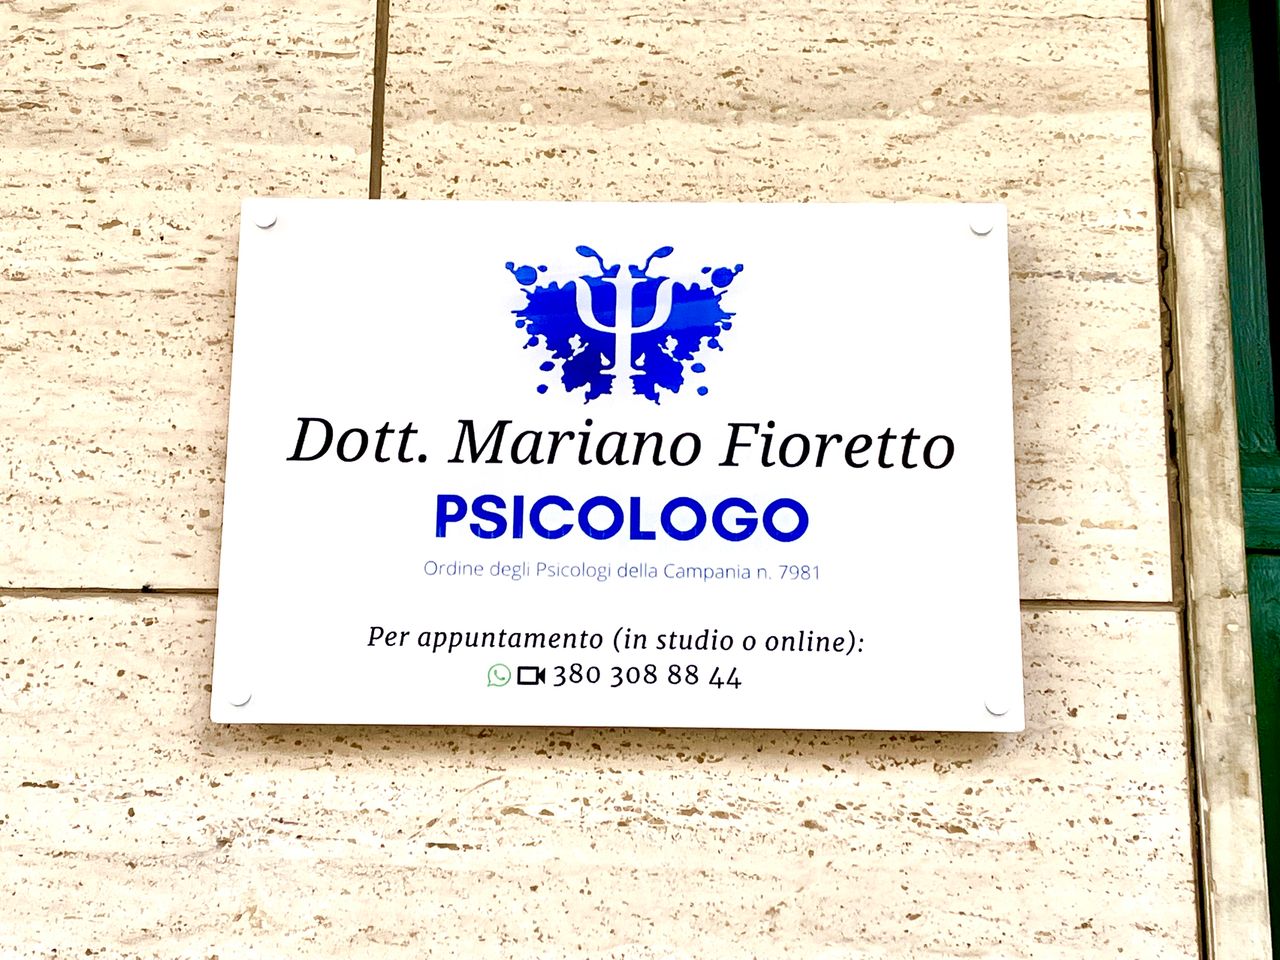 Ψ
Dott. Mariano Fioretto
PSICOLOGO
Ordine degli Psicologi della Campania n. 7981
Per appuntamento (in studio o online):
380 308 88 44